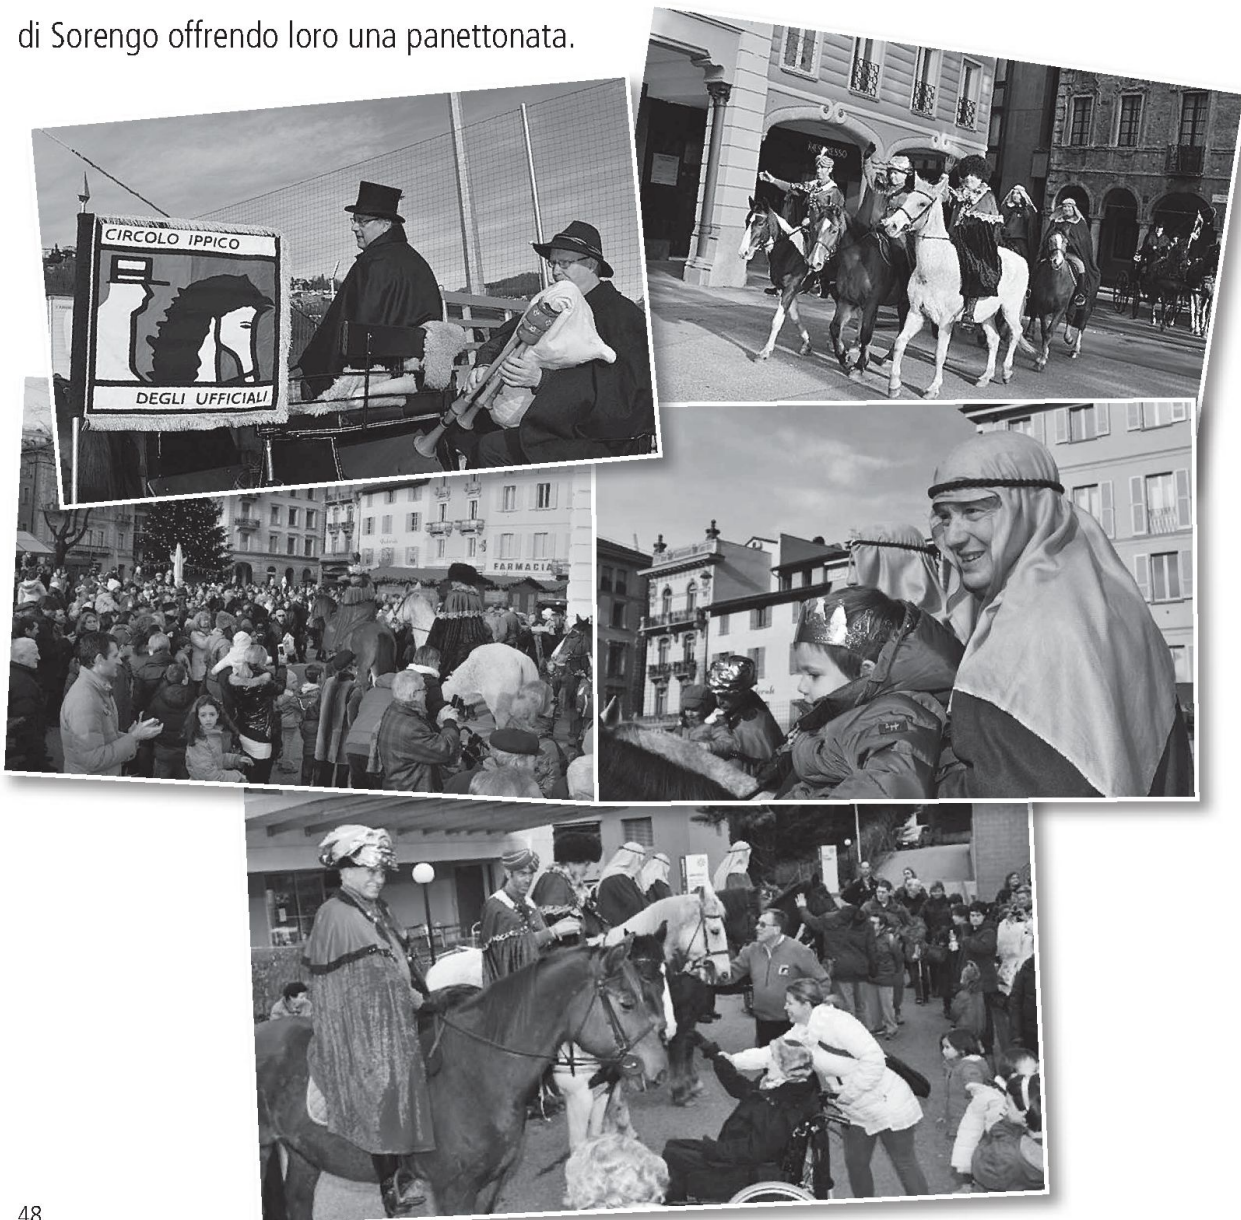 di Sorengo offrendo loro una panettonata.
CIRCOLO IPPICO
DEGLI UFFICIALI
FARMACIA
48